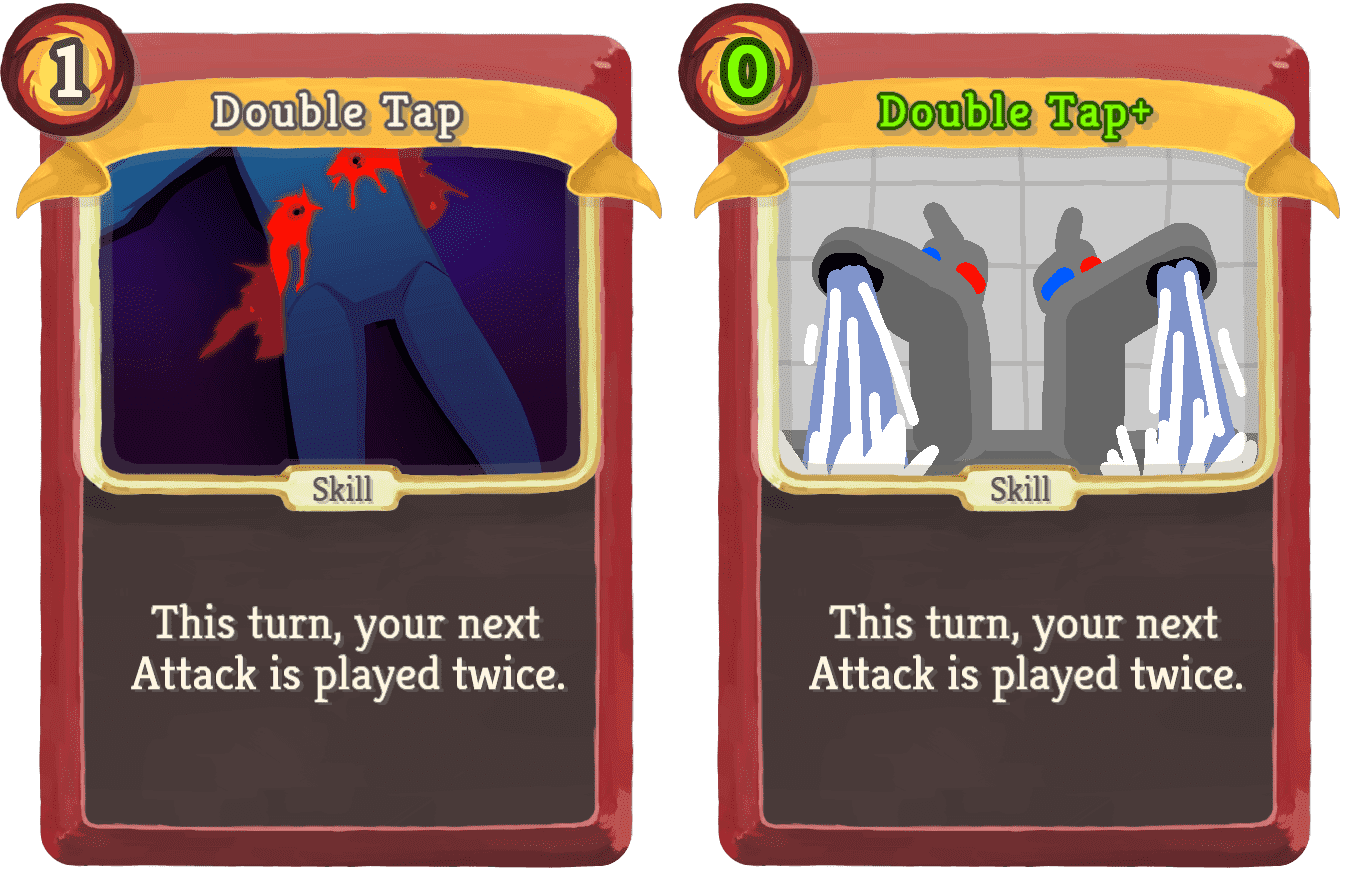 1
Double Tap
Skill
This turn, your next
Attack is played twice.
0
Double Tap+
Skill
This turn, your next
Attack is played twice.